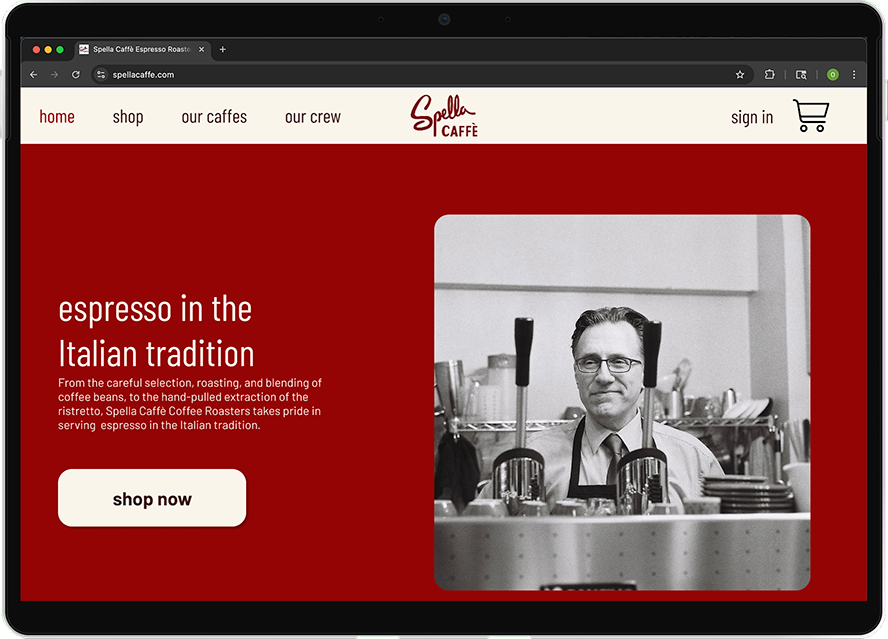 Spella Caffè Espresso Roaste
spellacaffe.com
home shop our caffes our crew Spella CAFFÈ sign in
espresso in the
Italian tradition
From the careful selection, roasting, and blending of
coffee beans, to the hand-pulled extraction of the
ristretto, Spella Caffè Coffee Roasters takes pride in
serving espresso in the Italian tradition.
shop now